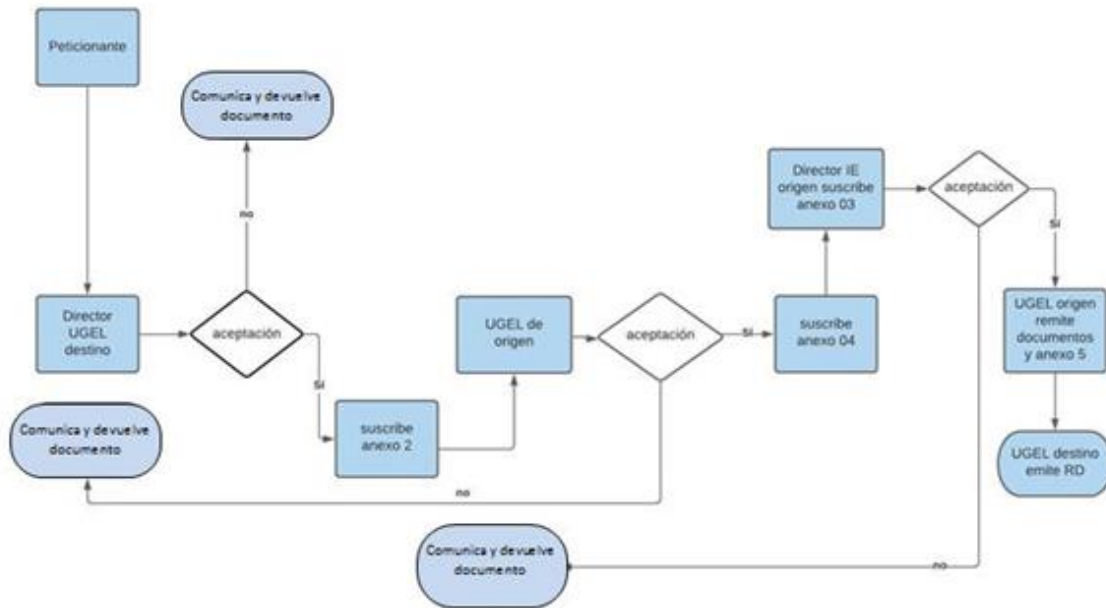 Peticionante
Comunica y devuelve
documento
no
Director
UGEL
destino
aceptación
Sí
suscribe
anexo 2
UGEL de
origen
aceptación
sí
suscribe
anexo 04
Director IE
origen suscribe
anexo 03
aceptación
Sí
UGEL origen
remite
documentos
y anexo 5
UGEL destino
emite RD
Comunica y devuelve
documento
no
Comunica y devuelve
documento
no